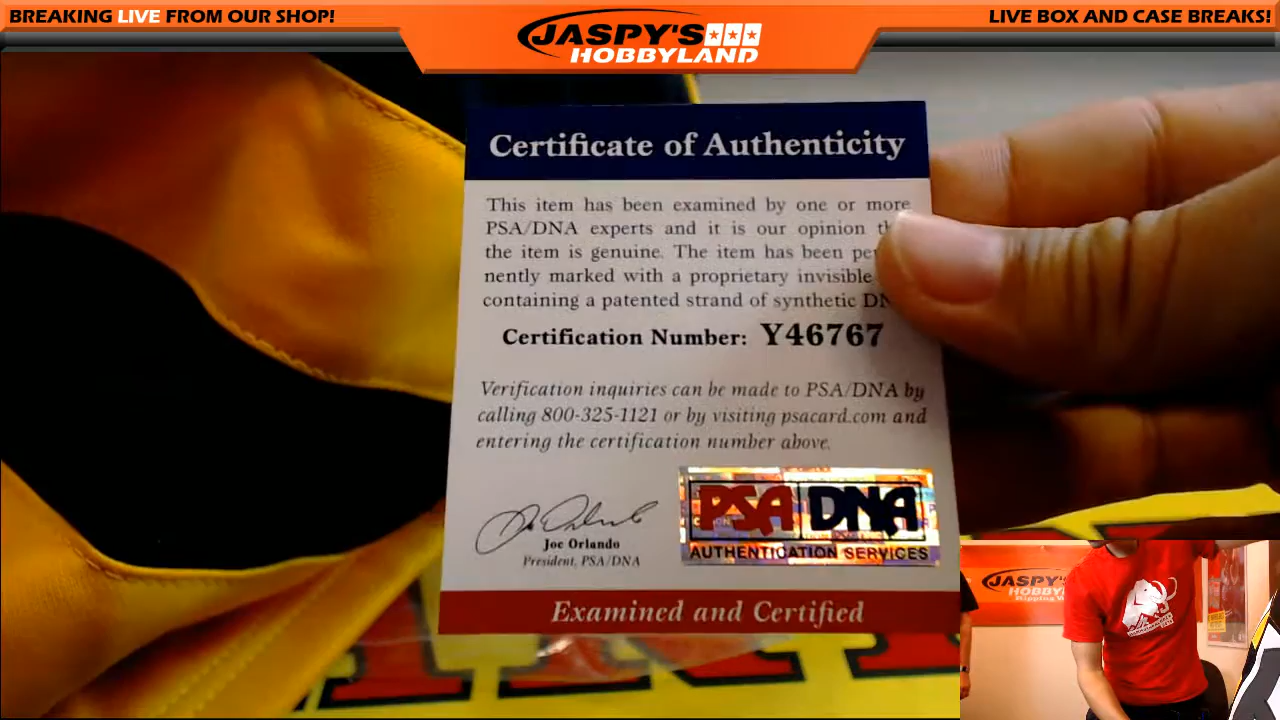 BREAKING LIVE FROM OUR SHOP!
JASPY'S
HOBBYLAND
LIVE BOX AND CASE BREAKS!
Certificate of Authenticity
This item has been examined by one or more
PSA/DNA experts and it is our opinion
the item is genuine. The item has been
nently marked with a proprietary invisible
containing a patented strand of synthetic
Certification Number: Y46767
Verification inquiries can be made to PSA/DNA by
calling 800-325-1121 or by visiting psacard.com and
entering the certification number above.
Joe Orlando
President, PSA/DNA
PSA DNA
AUTHENTICATION SERVICES
Examined and Certified
JASPY'S
HOBBY